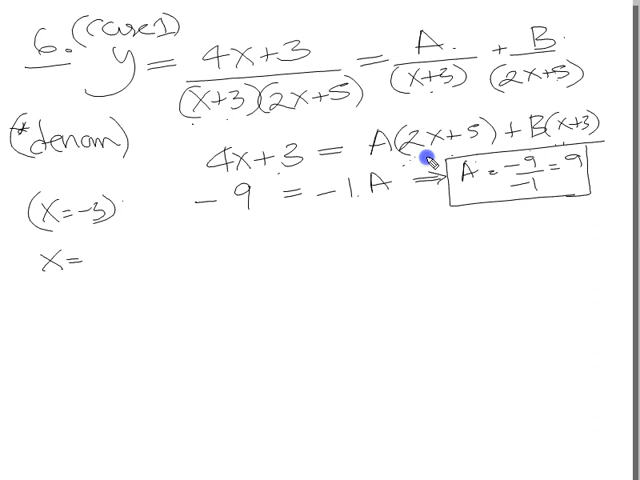 6. (case 1)
y = 4x+3 / (x+3)(2x+5) = A / (x+3) + B / (2x+5)
(*denom)
4x+3 = A(2x+5) + B(x+3)
(x=-3) -9 = -1.A ⇒ A = -9/-1 = 9
x=